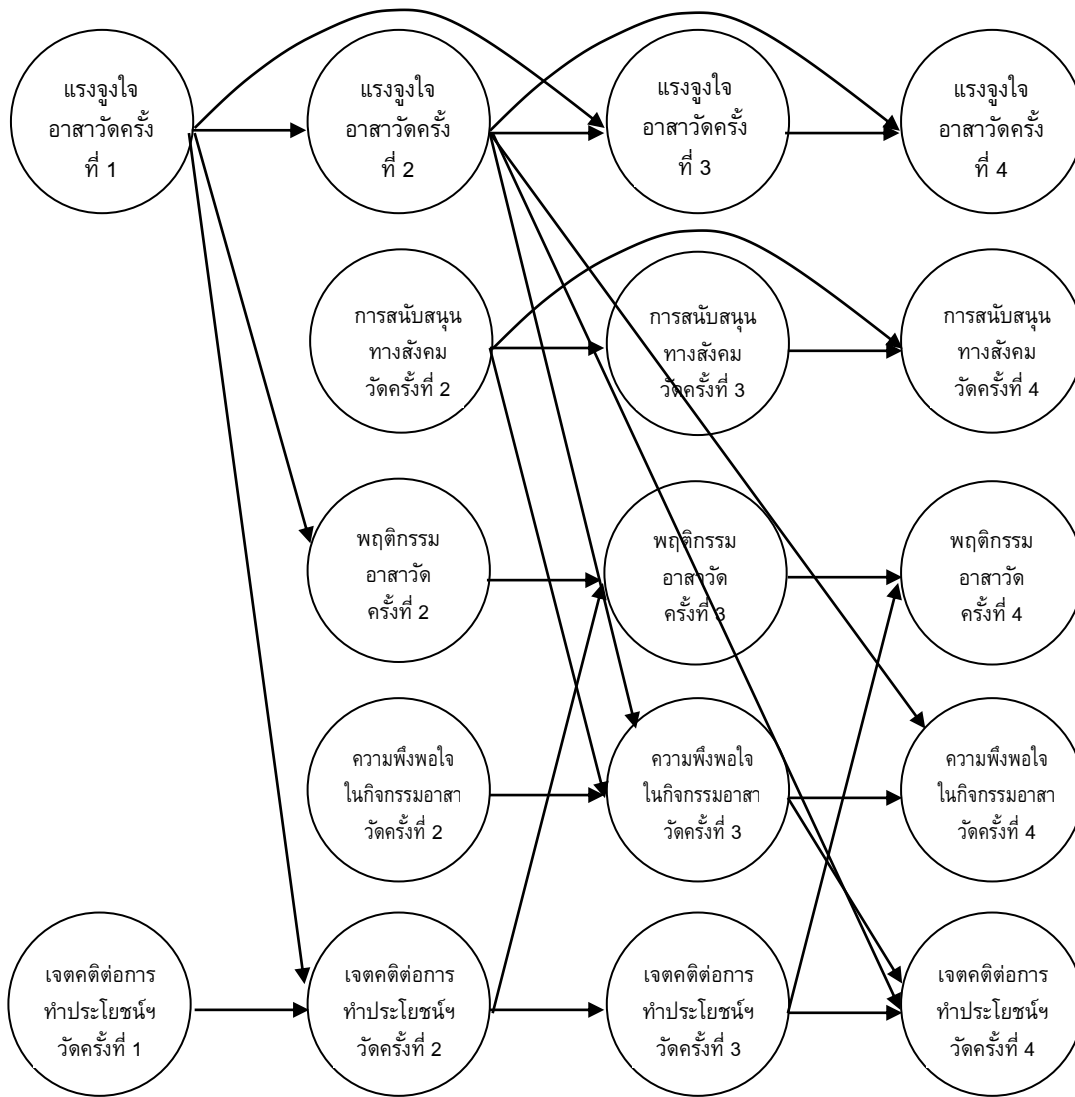 แรงจูงใจ
อาสาวัดครั้ง
ที่ 1
แรงจูงใจ
อาสาวัดครั้ง
ที่ 2
แรงจูงใจ
อาสาวัดครั้ง
ที่ 3
แรงจูงใจ
อาสาวัดครั้ง
ที่ 4
การสนับสนุน
ทางสังคม
วัดครั้งที่ 2
การสนับสนุน
ทางสังคม
วัดครั้งที่ 3
การสนับสนุน
ทางสังคม
วัดครั้งที่ 4
พฤติกรรม
อาสาวัด
ครั้งที่ 2
พฤติกรรม
อาสาวัด
ครั้งที่ 3
พฤติกรรม
อาสาวัด
ครั้งที่ 4
ความพึงพอใจ
ในกิจกรรมอาสา
วัดครั้งที่ 2
ความพึงพอใจ
ในกิจกรรมอาสา
วัดครั้งที่ 3
ความพึงพอใจ
ในกิจกรรมอาสา
วัดครั้งที่ 4
เจตคติต่อการ
ทำประโยชน์ฯ
วัดครั้งที่ 1
เจตคติต่อการ
ทำประโยชน์ฯ
วัดครั้งที่ 2
เจตคติต่อการ
ทำประโยชน์ฯ
วัดครั้งที่ 3
เจตคติต่อการ
ทำประโยชน์ฯ
วัดครั้งที่ 4